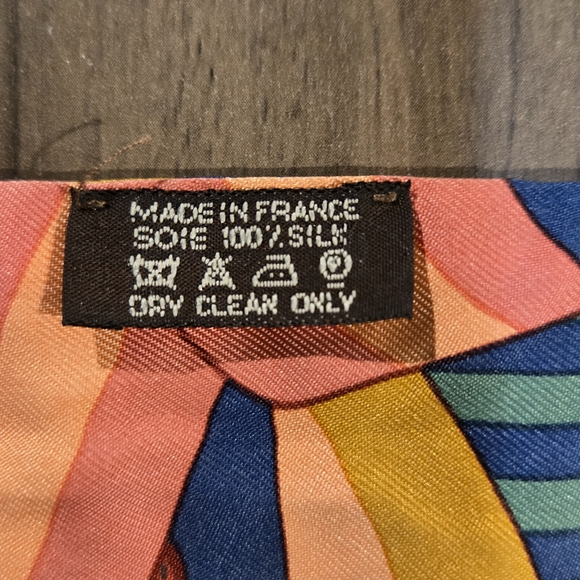 MADE IN FRANCE
SOIE 100% SILK
DRY CLEAN ONLY